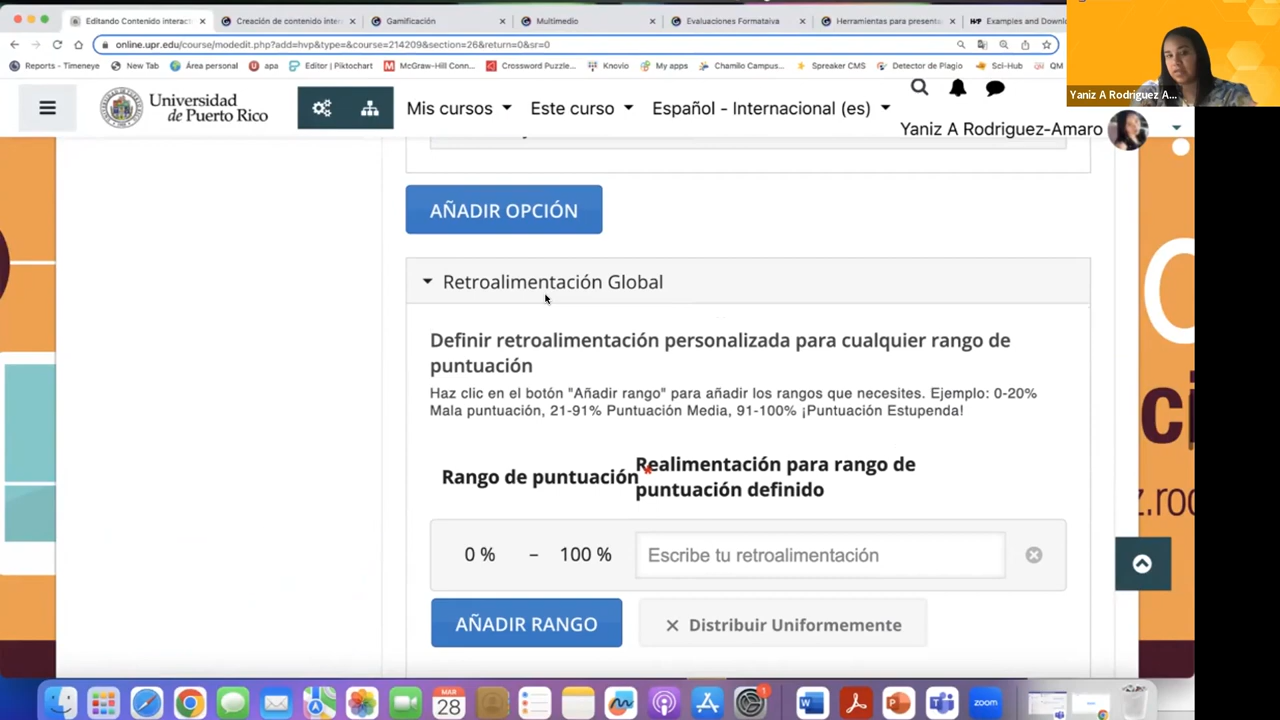 Editando Contenido interact
Creación de contenido inter
Gamificación
Multimedio
Evaluaciones Formataiva
Herramientas para presenta
H-P Examples and Downl
online.upr.edu/course/modedit.php?add=hvp&type=&course=214209&section=26&return=0&sr=0
Reports - Timeneye
New Tab
Área personal
apa
Editor | Piktochart
McGraw-Hill Conn...
Crossword Puzzle...
Knovio
My apps
Chamilo Campus...
Spreaker CMS
Detector de Plagio
Sci-Hub
QM
Yaniz A Rodriguez A...
Universidad
de Puerto Rico
Mis cursos
Este curso
Español - Internacional (es)
Yaniz A Rodriguez-Amaro
AÑADIR OPCIÓN
Retroalimentación Global
Definir retroalimentación personalizada para cualquier rango de
puntuación
Haz clic en el botón "Añadir rango" para añadir los rangos que necesites. Ejemplo: 0-20%
Mala puntuación, 21-91% Puntuación Media, 91-100% ¡Puntuación Estupenda!
Rango de puntuación*
Realimentación para rango de
puntuación definido
0 % – 100 %
Escribe tu retroalimentación
AÑADIR RANGO
Distribuir Uniformemente
ci
z.roc
MAR
28
1
zoom